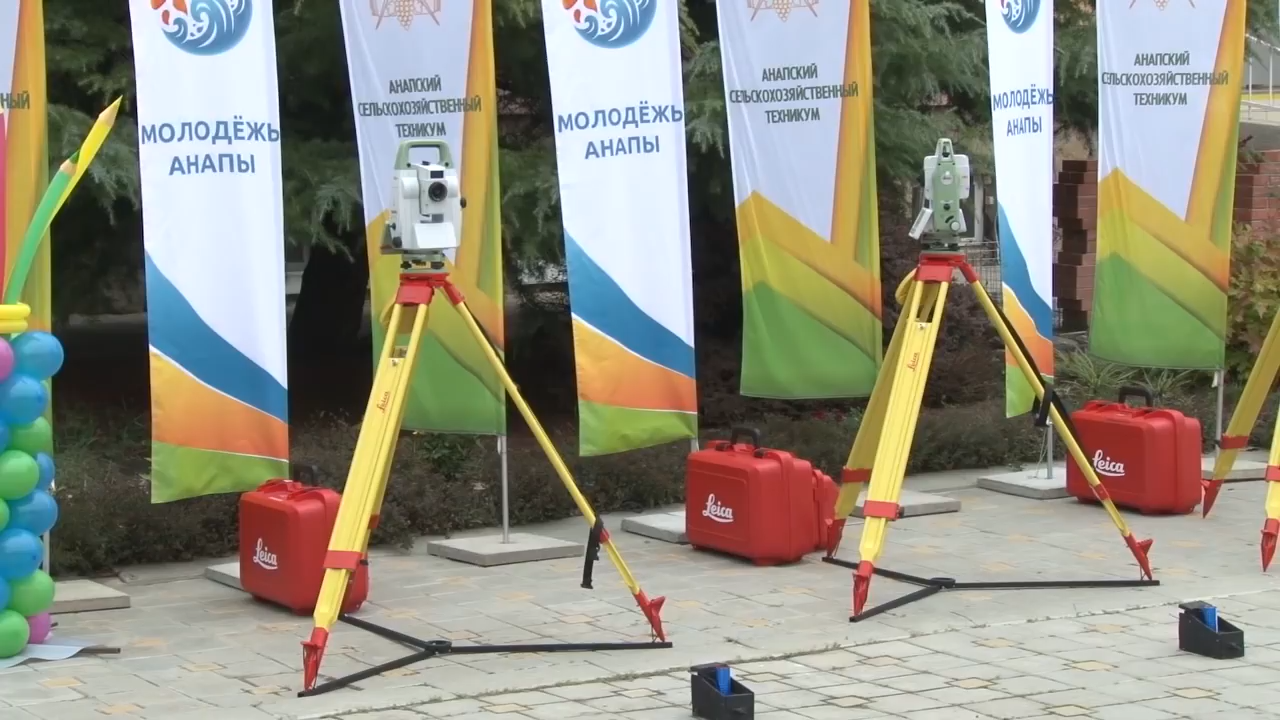 НЫЙ
МОЛОДЁЖЬ
АНАПЫ
АНАПСКИЙ
СЕЛЬСКОХОЗЯЙСТВЕННЫЙ
ТЕХНИКУМ
МОЛОДЁЖЬ
АНАПЫ
АНАПСКИЙ
СЕЛЬСКОХОЗЯЙСТВЕННЫЙ
ТЕХНИКУМ
МОЛОДЁЖЬ
АНАПЫ
АНАПСКИЙ
СЕЛЬСКОХОЗЯЙСТВЕННЫЙ
ТЕХНИКУМ
Leica
Leica
Leica
Leica
Leica